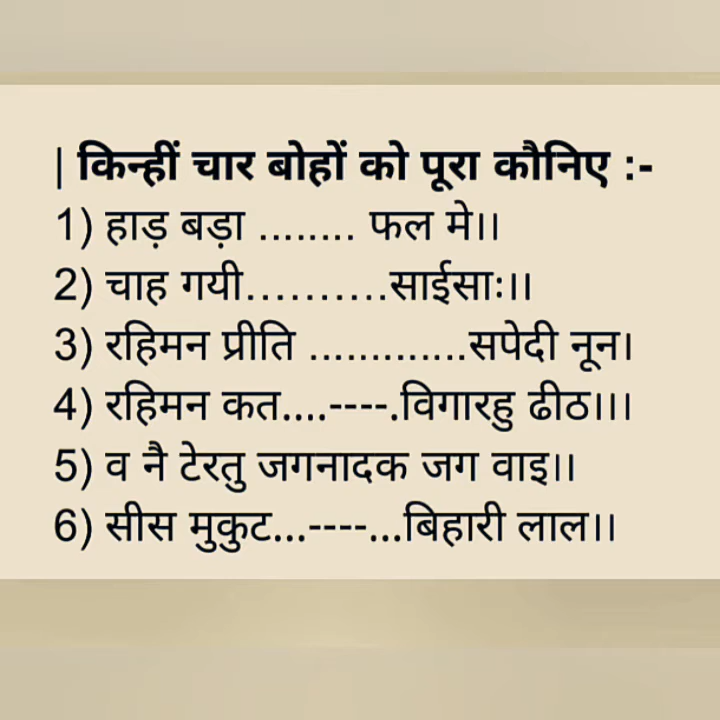 | किन्हीं चार बोहों को पूरा कौनिए :-
1) हाड़ बड़ा ........ फल मे।।
2) चाह गयी..........साईसाः।।
3) रहिमन प्रीति .............सपेदी नून।
4) रहिमन कत....----.विगारहु ढीठ।।।
5) व नै टेरतु जगनादक जग वाइ।।
6) सीस मुकुट...----...बिहारी लाल।।